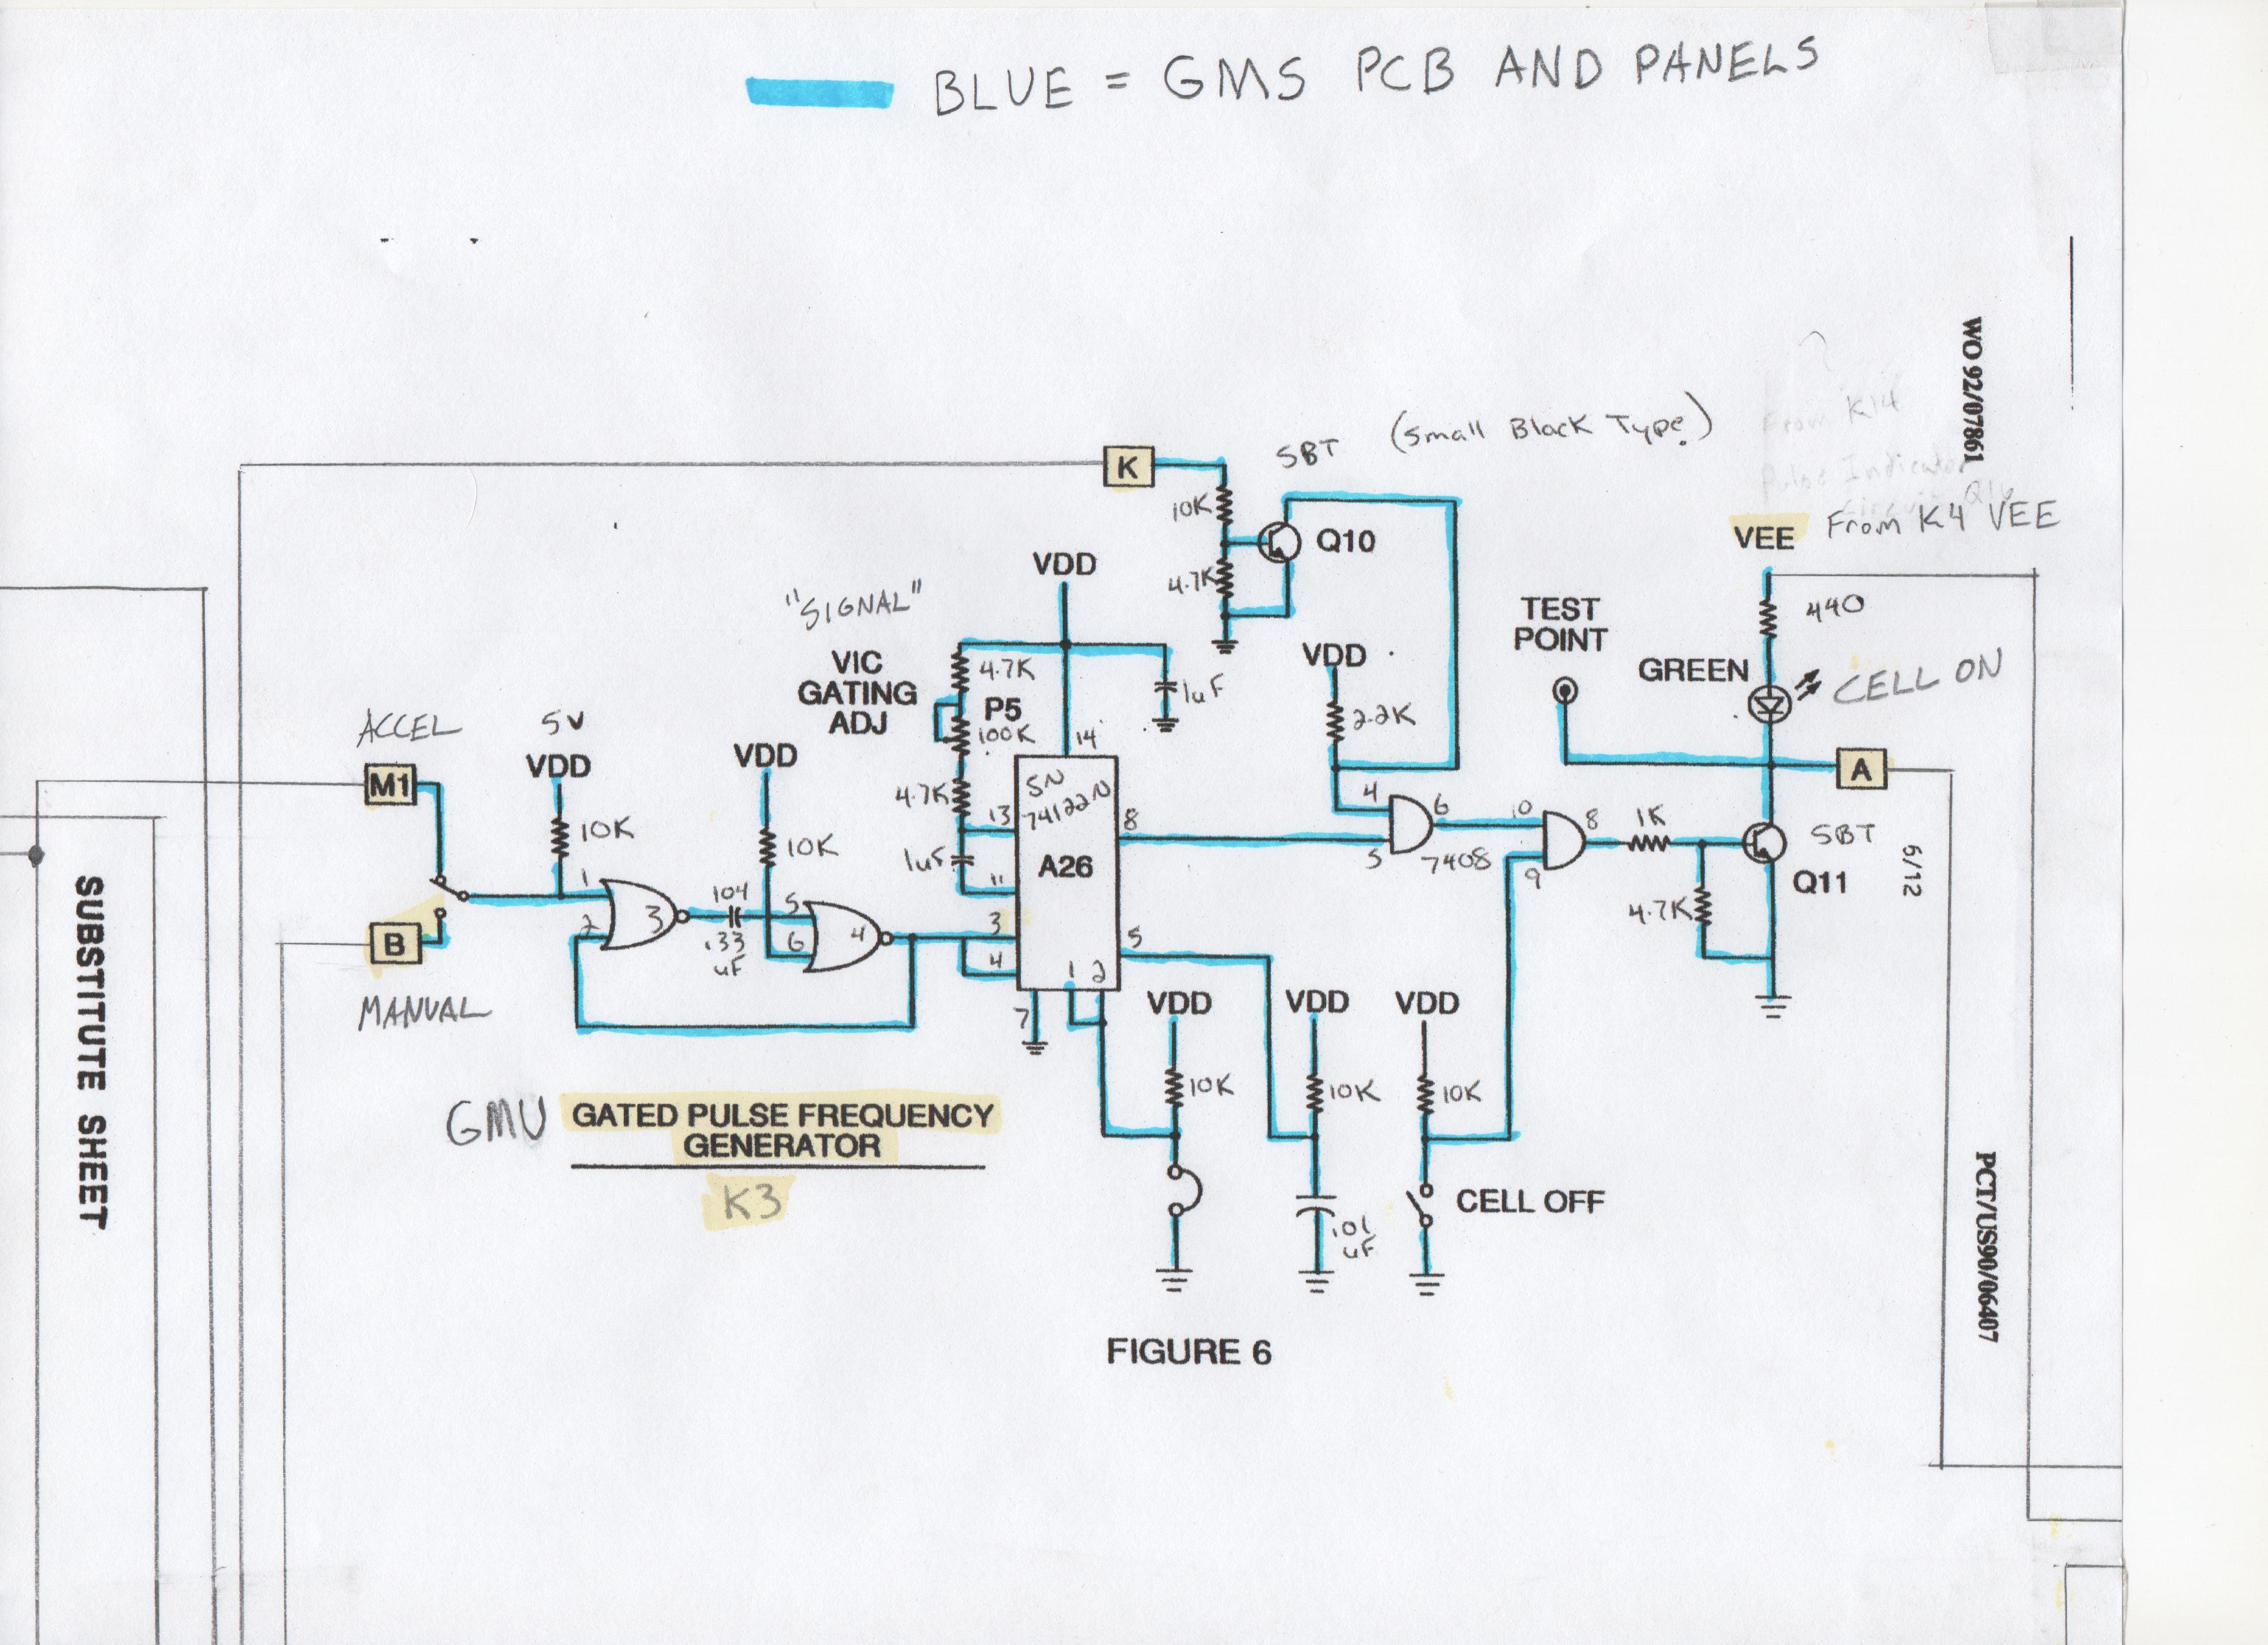 BLUE = GMS PCB AND PANELS
WO 92/07861
From K14
Pulse Indicator
Circuit Q16
SBT (Small Black Type)
K
10K
Q10
4.7K
VEE From K4 VEE
440
GREEN
CELL ON
TEST
POINT
A
VDD
"SIGNAL"
VIC
GATING
ADJ
4.7K
P5
100K
1uF
14
VDD
2.2K
ACCEL
M1
5V
VDD
10K
VDD
10K
4.7K
13
SN
74122N
A26
8
1uF
11
4
6
5
7408
10
9
8
1K
SBT
Q11
4.7K
6/12
B
MANUAL
1
2
3
104
.33
uF
5
6
4
3
4
5
1 2
7
VDD
10K
VDD
10K
VDD
10K
.01
uF
CELL OFF
GMU GATED PULSE FREQUENCY
GENERATOR
K3
SUBSTITUTE SHEET
PCT/US90/06407
FIGURE 6